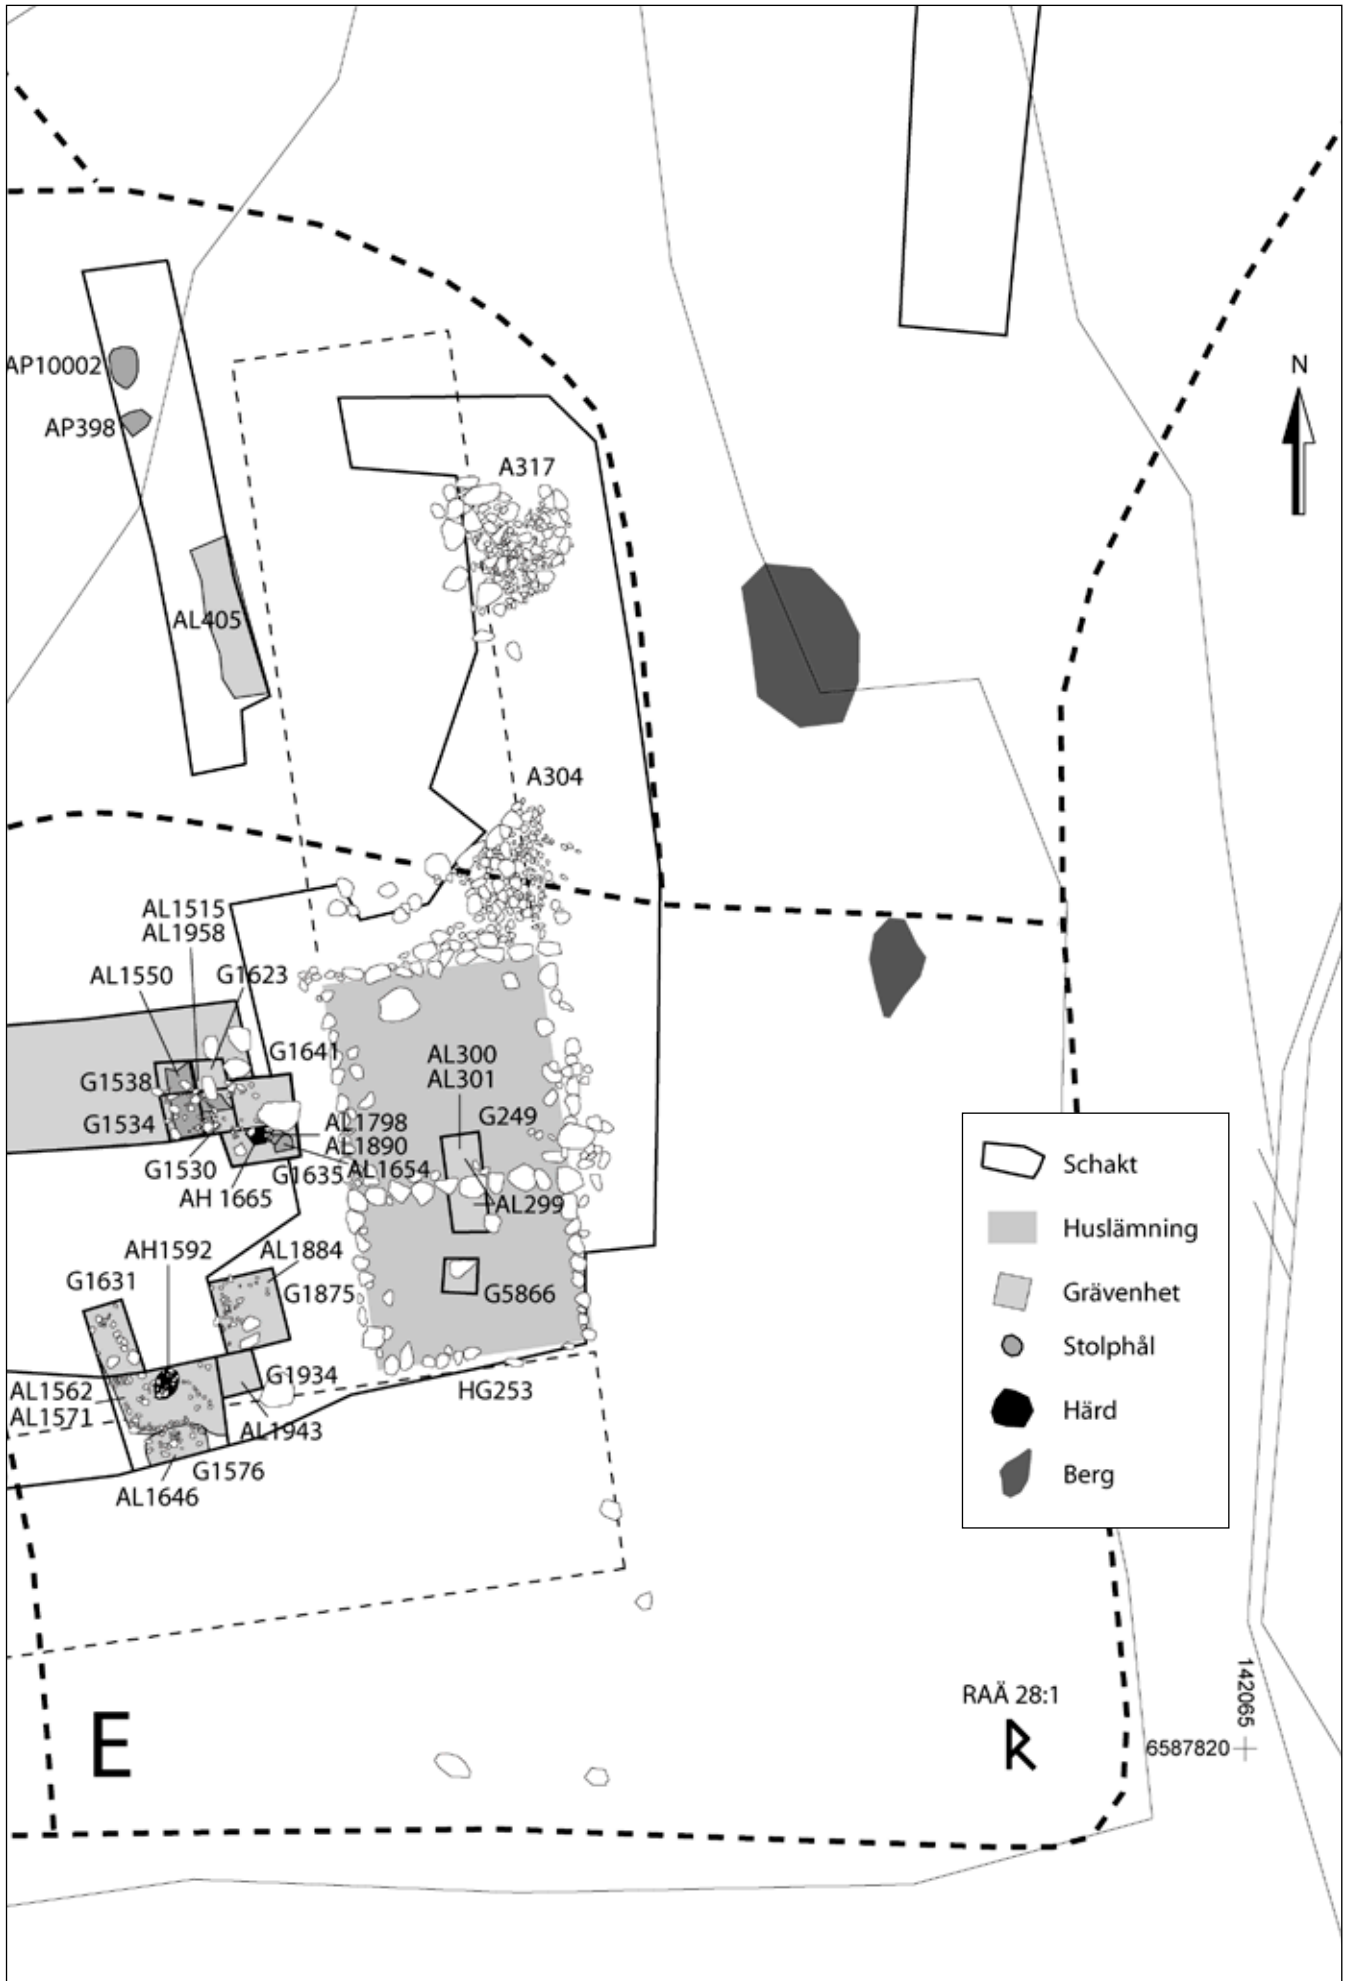 N
AP10002
AP398
A317
AL405
A304
AL1515
AL1958
AL1550
G1623
G1641
G1538
G1534
G1530
AH 1665
G1635
AL1798
AL1890
AL1654
AL300
AL301
G249
AL299
G5866
AH1592
AL1884
G1631
G1875
G1934
AL1562
AL1571
AL1943
G1576
AL1646
HG253
Schakt
Huslämning
Grävenhet
Stolphål
Härd
Berg
E
RAÄ 28:1
R
142065
6587820